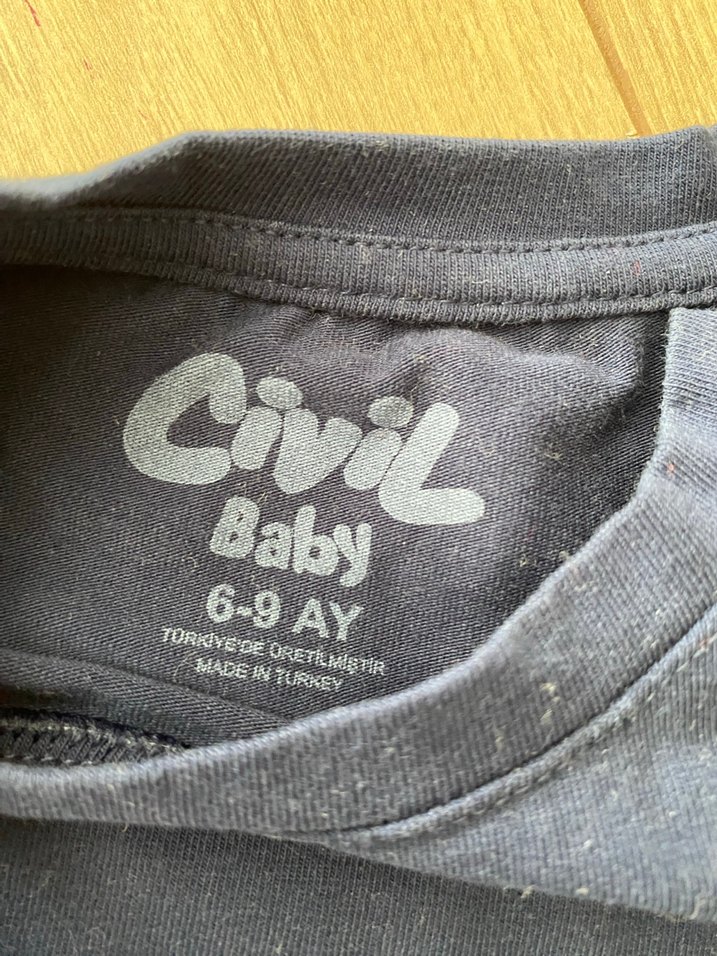 Civil
Baby
6-9 AY
TÜRKİYE'DE ÜRETİLMİŞTİR
MADE IN TURKEY